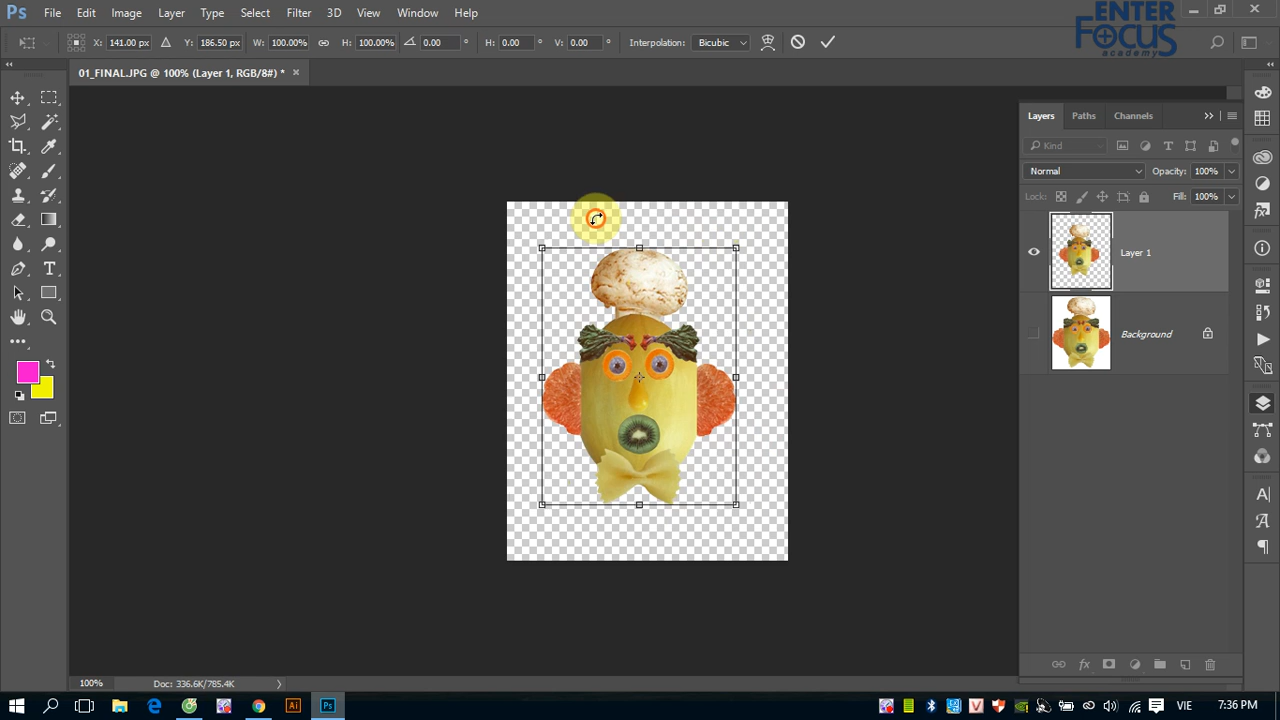 Ps File Edit Image Layer Type Select Filter 3D View Window Help
ENTER
FOCUS
academy
X: 141.00 px Y: 186.50 px W: 100.00% H: 100.00% 0.00 ° H: 0.00 ° V: 0.00 ° Interpolation: Bicubic
01_FINAL.JPG @ 100% (Layer 1, RGB/8#) * ×
Layers Paths Channels
Kind
Normal Opacity: 100%
Lock: Fill: 100%
Layer 1
Background
fx
100% Doc: 336.6K/785.4K
Ai Ps VIE 7:36 PM